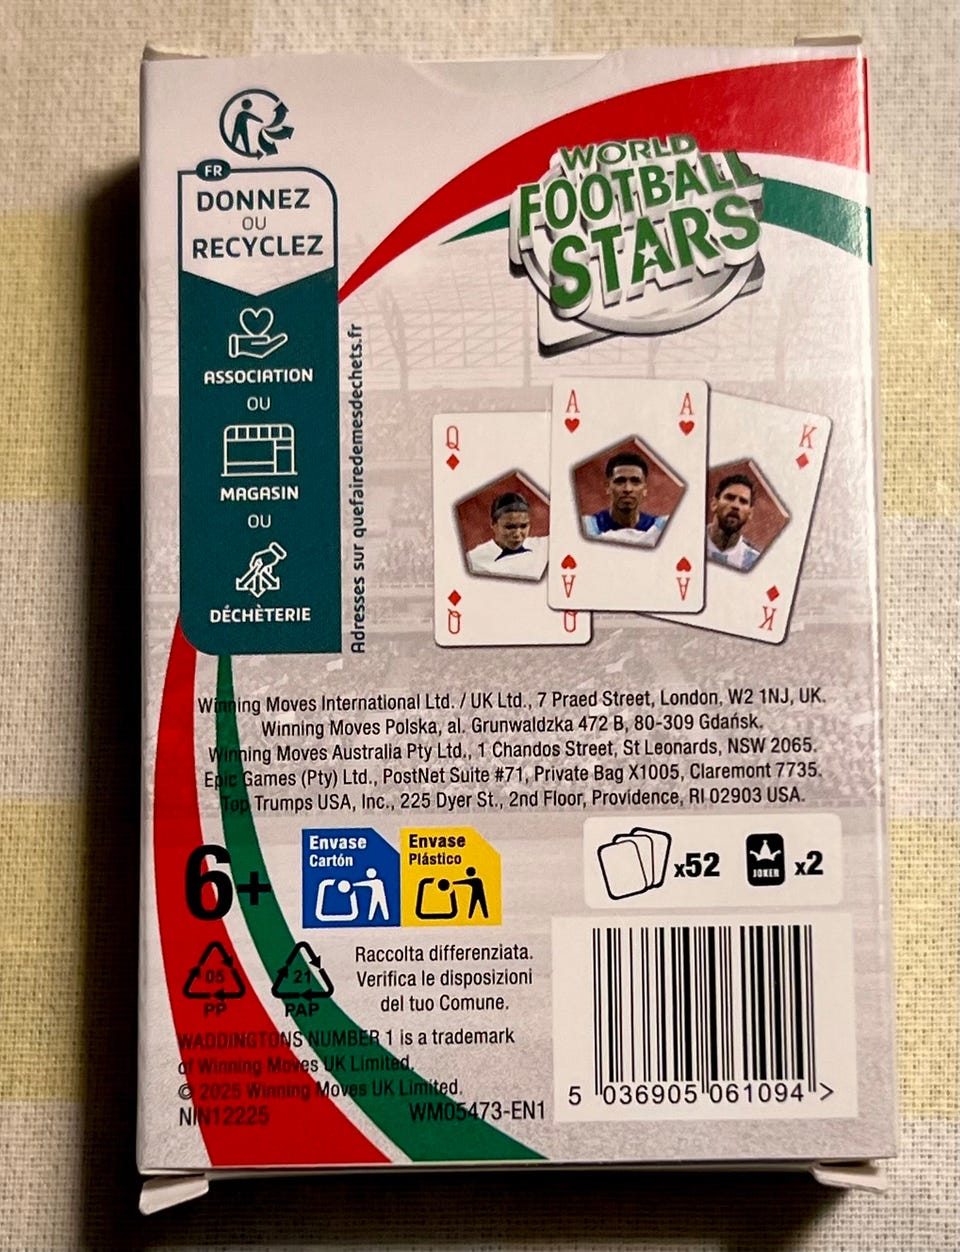 FR
DONNEZ
OU
RECYCLEZ
ASSOCIATION
OU
MAGASIN
OU
DÉCHÈTERIE
Adresses sur quefairedemesdechets.fr
WORLD
FOOTBALL
STARS
Q
Q
Q
A
A
A
A
K
K
Winning Moves International Ltd. / UK Ltd., 7 Praed Street, London, W2 1NJ, UK.
Winning Moves Polska, al. Grunwaldzka 472 B, 80-309 Gdańsk.
Winning Moves Australia Pty Ltd., 1 Chandos Street, St Leonards, NSW 2065.
Epic Games (Pty) Ltd., PostNet Suite #71, Private Bag X1005, Claremont 7735.
Top Trumps USA, Inc., 225 Dyer St., 2nd Floor, Providence, RI 02903 USA.
6+
Envase
Cartón
Envase
Plástico
x52
JOKER
x2
05
PP
21
PAP
Raccolta differenziata.
Verifica le disposizioni
del tuo Comune.
WADDINGTONS NUMBER 1 is a trademark
of Winning Moves UK Limited.
© 2025 Winning Moves UK Limited.
NIN12225
WM05473-EN1
5 036905 061094 >